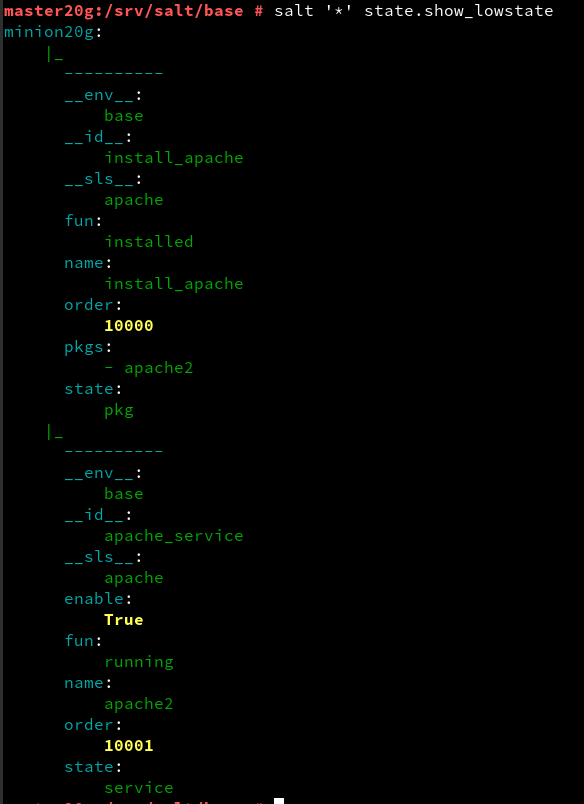 master20g:/srv/salt/base # salt '*' state.show_lowstate
minion20g:
    |_
      ----------
      __env__:
          base
      __id__:
          install_apache
      __sls__:
          apache
      fun:
          installed
      name:
          install_apache
      order:
          10000
      pkgs:
          - apache2
      state:
          pkg
    |_
      ----------
      __env__:
          base
      __id__:
          apache_service
      __sls__:
          apache
      enable:
          True
      fun:
          running
      name:
          apache2
      order:
          10001
      state:
          service